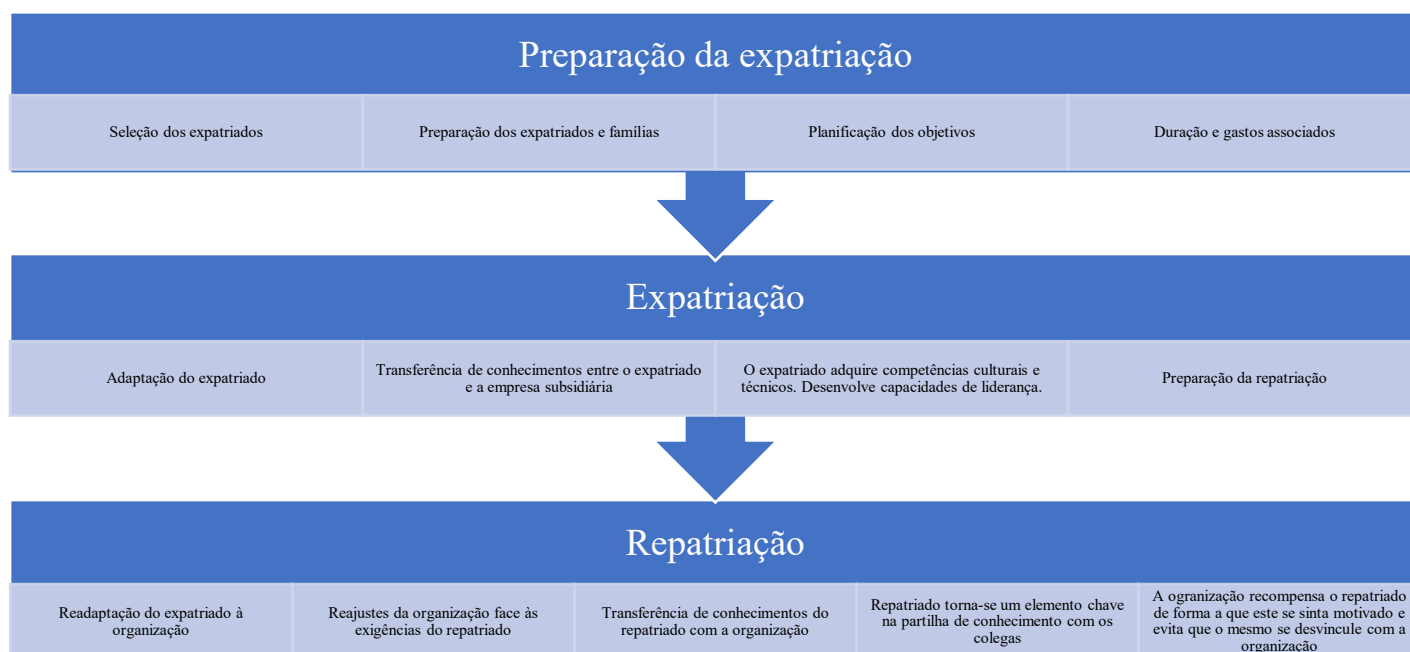 Preparação da expatriação
Seleção dos expatriados
Preparação dos expatriados e famílias
Planificação dos objetivos
Duração e gastos associados
Expatriação
Adaptação do expatriado
Transferência de conhecimentos entre o expatriado
e a empresa subsidiária
O expatriado adquire competências culturais e
técnicos. Desenvolve capacidades de liderança.
Preparação da repatriação
Repatriação
Readaptação do expatriado à
organização
Reajustes da organização face às
exigências do repatriado
Transferência de conhecimentos do
repatriado com a organização
Repatriado torna-se um elemento chave
na partilha de conhecimento com os
colegas
A ogranização recompensa o repatriado
de forma a que este se sinta motivado e
evita que o mesmo se desvincule com a
organização